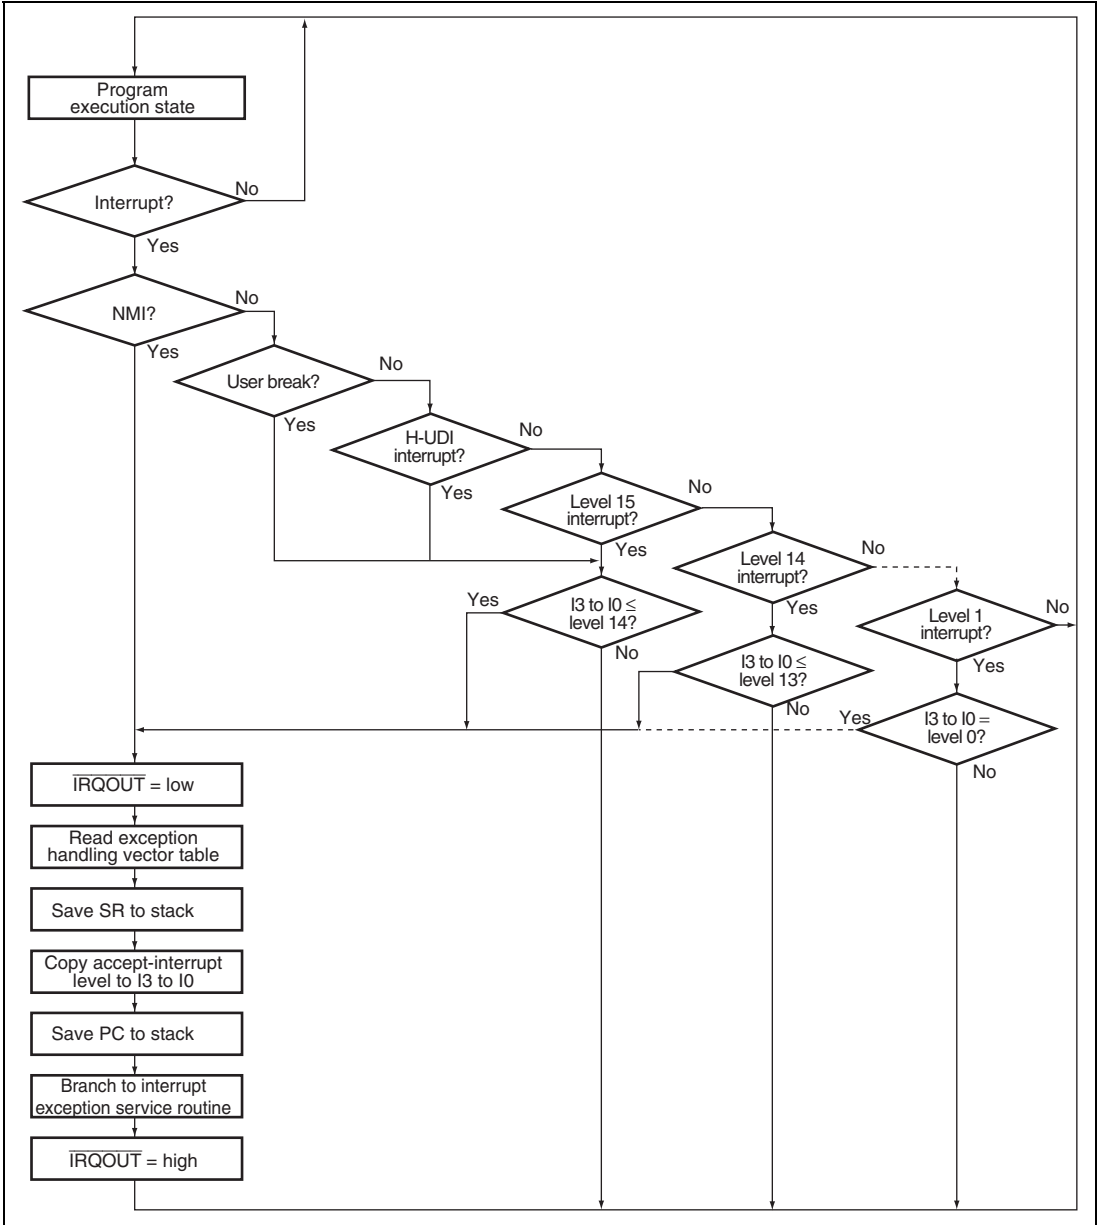 Program
execution state
Interrupt?
No
Yes
NMI?
No
Yes
User break?
No
Yes
H-UDI
interrupt?
No
Yes
Level 15
interrupt?
No
Yes
Level 14
interrupt?
No
Yes
Level 1
interrupt?
No
Yes
I3 to I0 ≤
level 14?
Yes
No
I3 to I0 ≤
level 13?
No
I3 to I0 =
level 0?
Yes
No
IRQOUT = low
Read exception
handling vector table
Save SR to stack
Copy accept-interrupt
level to I3 to I0
Save PC to stack
Branch to interrupt
exception service routine
IRQOUT = high